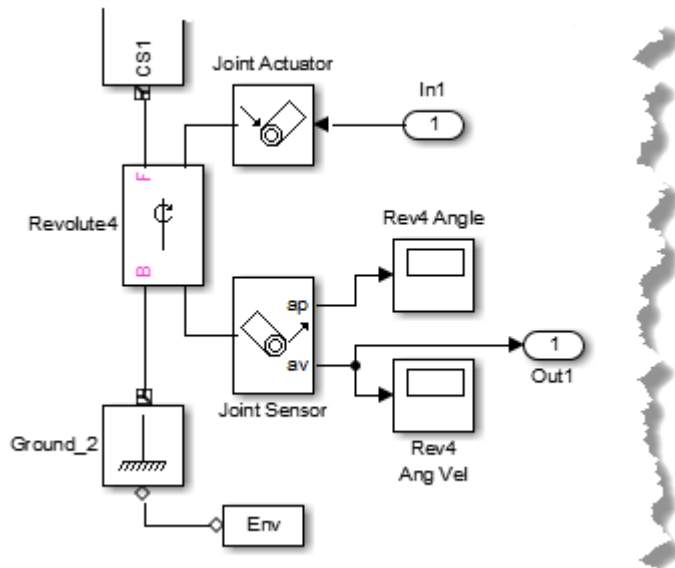 CS1
Joint Actuator
In1
1
F
Revolute4
B
Rev4 Angle
ap
av
1
Out1
Joint Sensor
Rev4
Ang Vel
Ground_2
Env